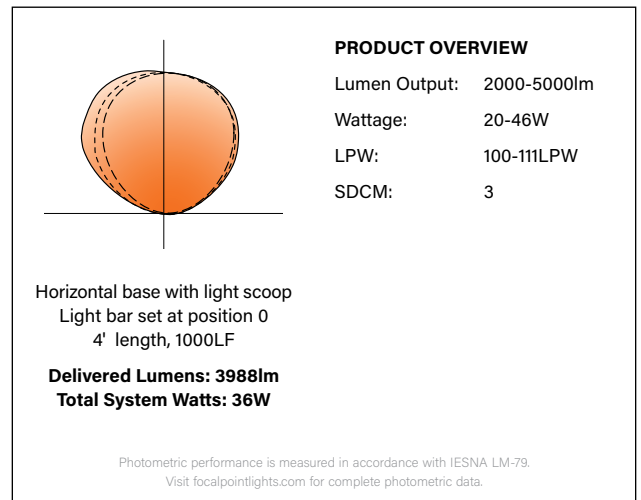 PRODUCT OVERVIEW
Lumen Output: 2000-5000lm
Wattage: 20-46W
LPW: 100-111LPW
SDCM: 3
Horizontal base with light scoop
Light bar set at position 0
4' length, 1000LF
Delivered Lumens: 3988lm
Total System Watts: 36W
Photometric performance is measured in accordance with IESNA LM-79.
Visit focalpointlights.com for complete photometric data.